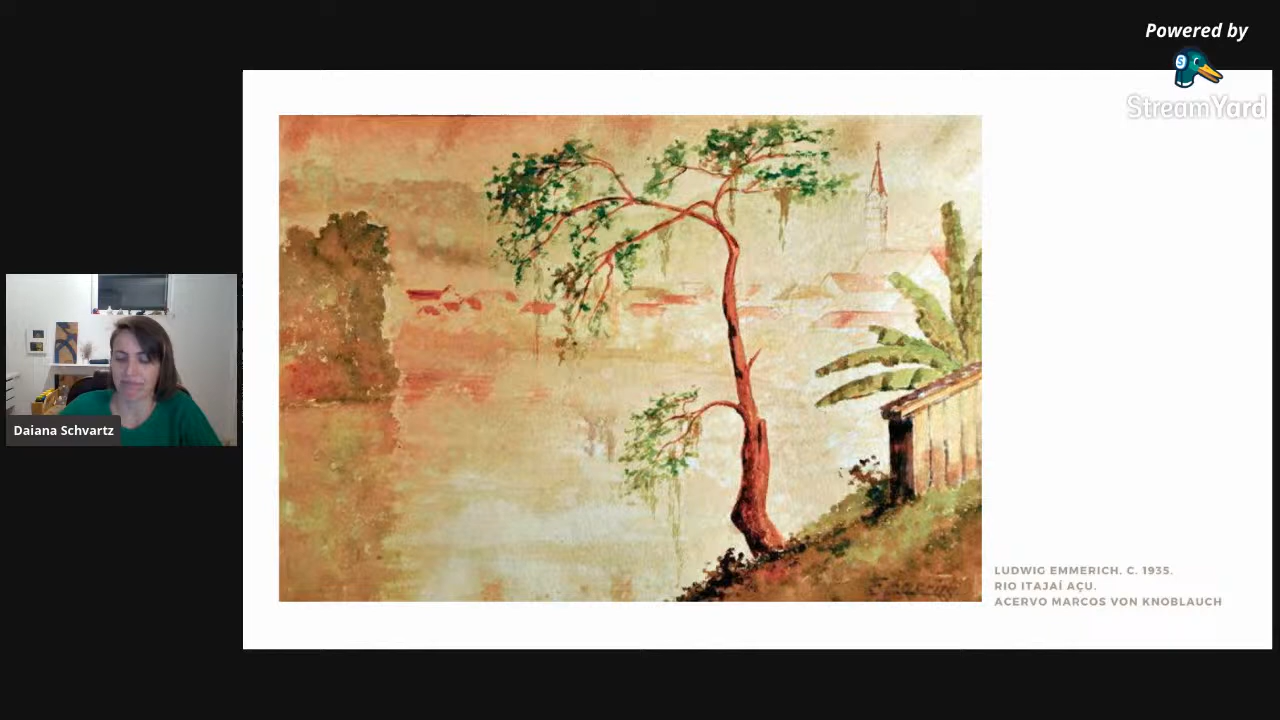 Powered by
StreamYard
Daiana Schvartz
LUDWIG EMMERICH. C. 1935.
RIO ITAJAÍ AÇU.
ACERVO MARCOS VON KNOBLAUCH